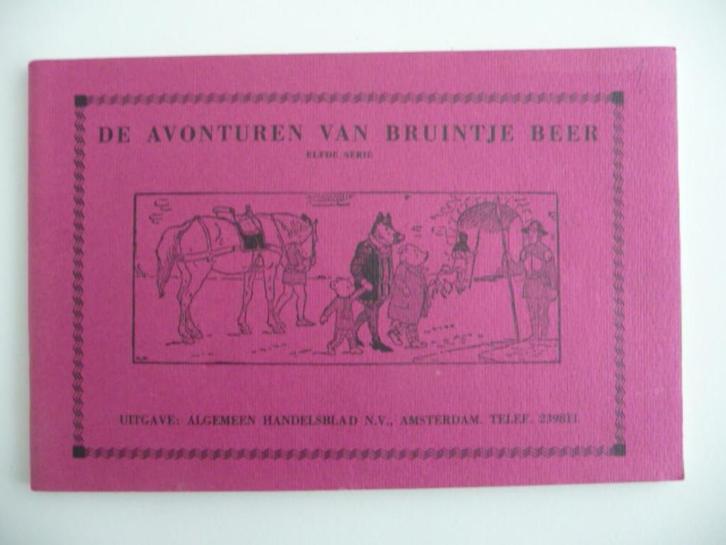 DE AVONTUREN VAN BRUINTJE BEER
ELFDE SERIE
UITGAVE: ALGEMEEN HANDELSBLAD N.V., AMSTERDAM. TELEF. 239811